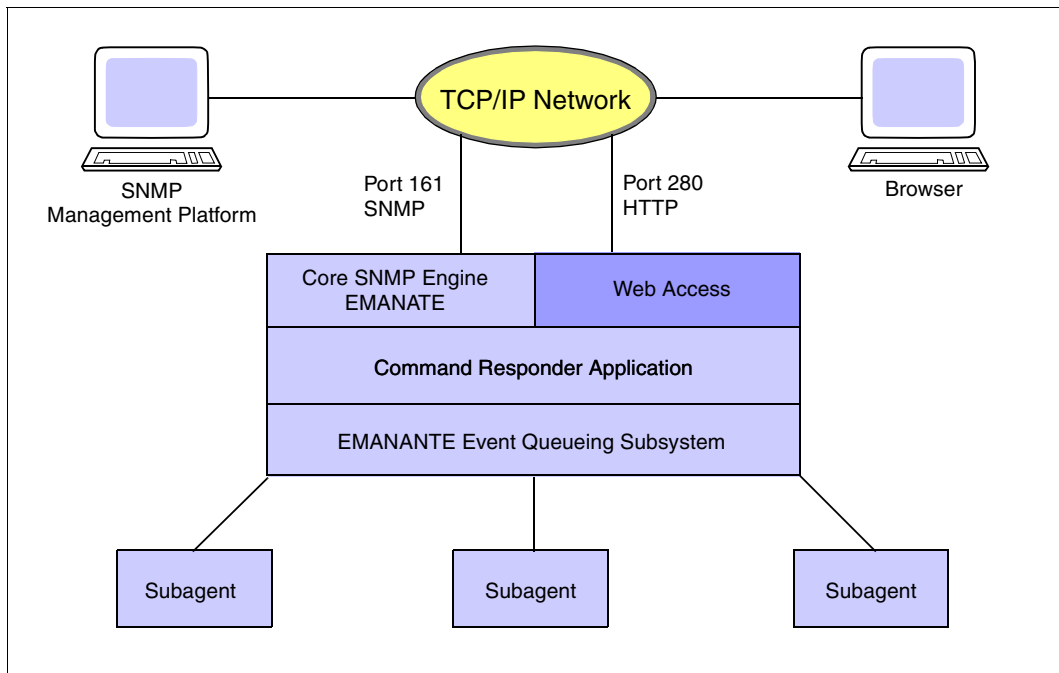 TCP/IP Network
SNMP
Management Platform
Port 161
SNMP
Port 280
HTTP
Browser
Core SNMP Engine
EMANATE
Web Access
Command Responder Application
EMANANTE Event Queueing Subsystem
Subagent
Subagent
Subagent